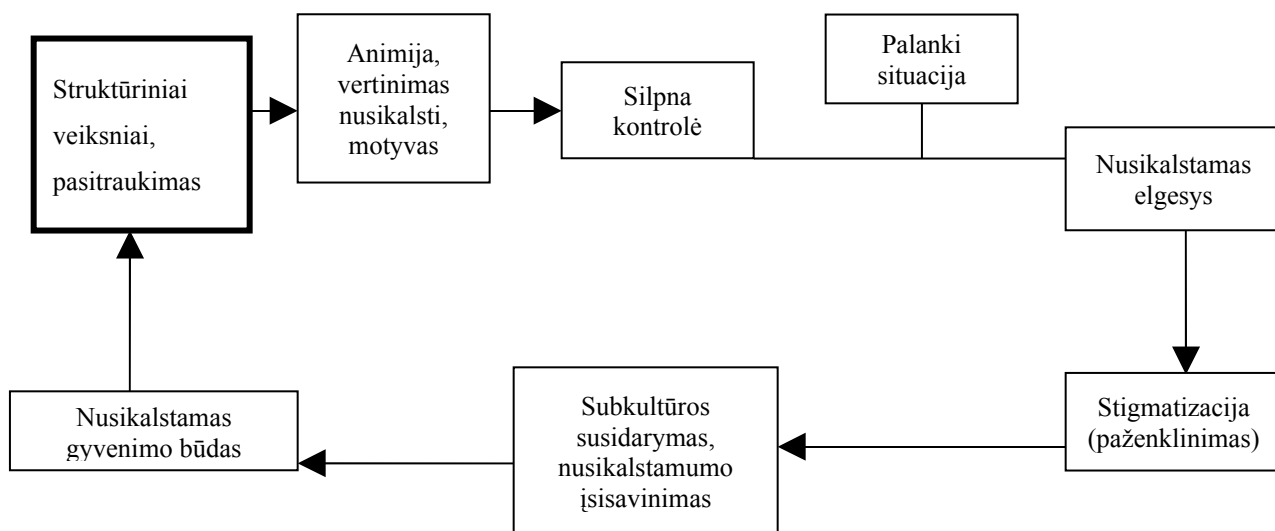 Struktūriniai
veiksniai,
pasitraukimas
Animija,
vertinimas
nusikalsti,
motyvas
Silpna
kontrolė
Palanki
situacija
Nusikalstamas
elgesys
Stigmatizacija
(paženklinimas)
Subkultūros
susidarymas,
nusikalstamumo
įsisavinimas
Nusikalstamas
gyvenimo būdas